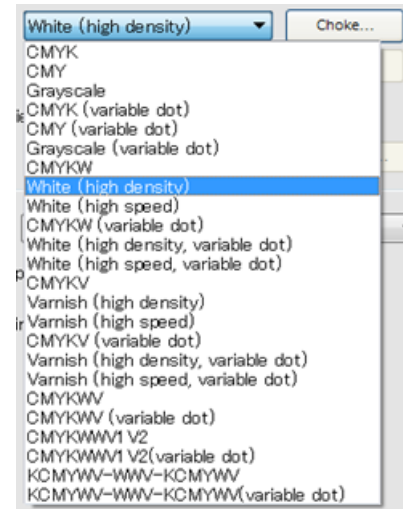 White (high density)
Choke...
CMYK
CMY
Grayscale
CMYK (variable dot)
CMY (variable dot)
Grayscale (variable dot)
CMYKW
White (high density)
White (high speed)
CMYKW (variable dot)
White (high density, variable dot)
White (high speed, variable dot)
CMYKV
Varnish (high density)
Varnish (high speed)
CMYKV (variable dot)
Varnish (high density, variable dot)
Varnish (high speed, variable dot)
CMYKWV
CMYKWV (variable dot)
CMYKWWV1 V2
CMYKWWV1 V2(variable dot)
KCMYWV-WWV-KCMYWV
KCMYWV-WWV-KCMYWV(variable dot)